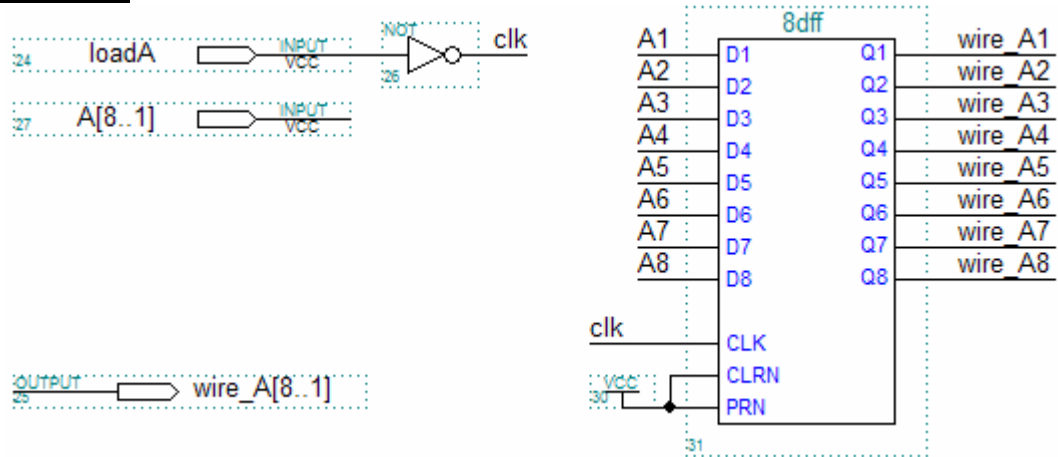 loadA
INPUT
VCC
24
NOT
26
clk
A[8..1]
INPUT
VCC
27
OUTPUT
25
wire_A[8..1]
8dff
A1 D1 Q1 wire_A1
A2 D2 Q2 wire_A2
A3 D3 Q3 wire_A3
A4 D4 Q4 wire_A4
A5 D5 Q5 wire_A5
A6 D6 Q6 wire_A6
A7 D7 Q7 wire_A7
A8 D8 Q8 wire_A8
clk CLK
VCC
30
CLRN
PRN
31